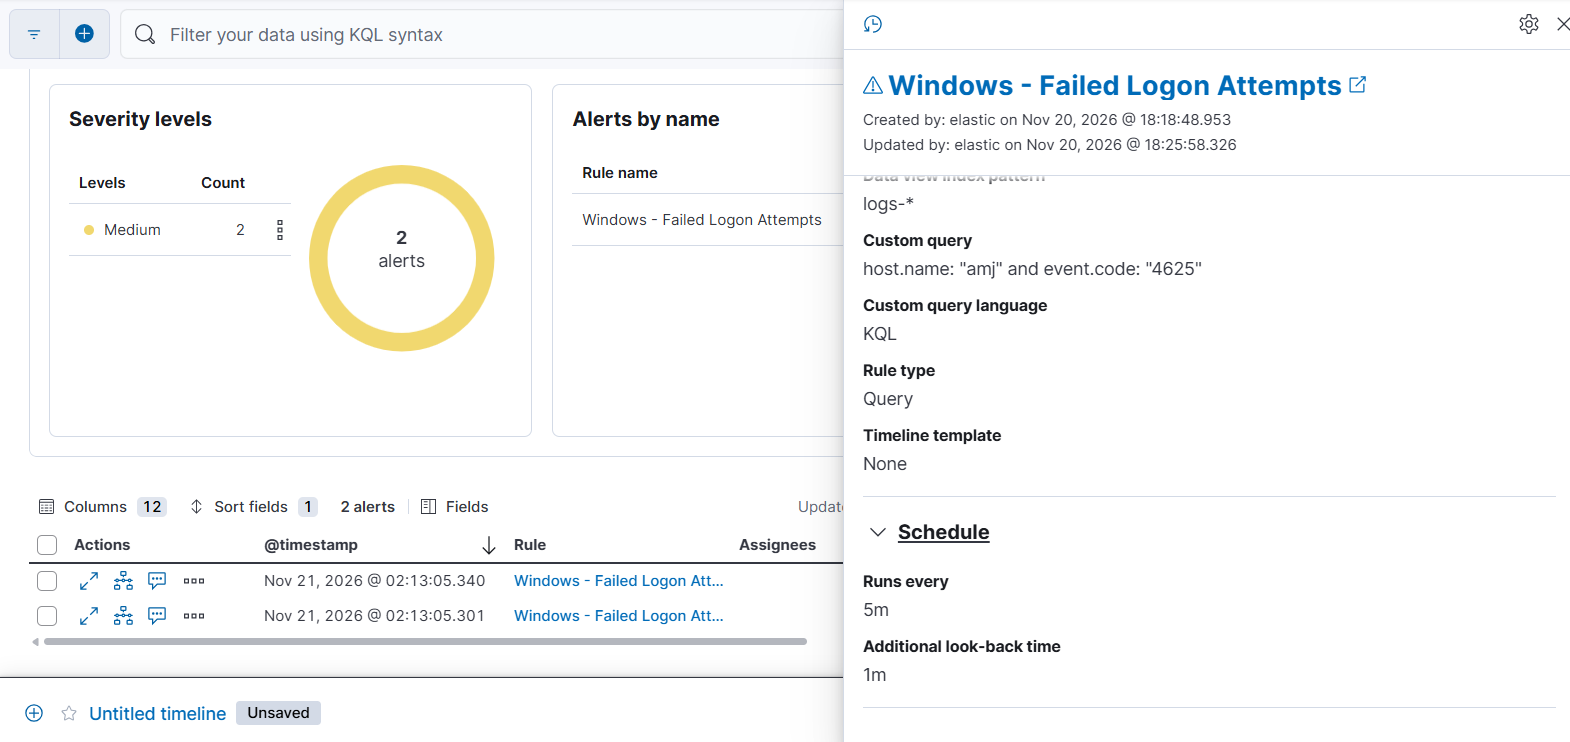 Filter your data using KQL syntax
Severity levels
Levels Count
Medium 2
2
alerts
Alerts by name
Rule name
Windows - Failed Logon Attempts
Columns 12 Sort fields 1 2 alerts Fields Updat
Actions @timestamp Rule Assignees
Nov 21, 2026 @ 02:13:05.340 Windows - Failed Logon Att...
Nov 21, 2026 @ 02:13:05.301 Windows - Failed Logon Att...
Untitled timeline Unsaved
Windows - Failed Logon Attempts
Created by: elastic on Nov 20, 2026 @ 18:18:48.953
Updated by: elastic on Nov 20, 2026 @ 18:25:58.326
Data view index pattern
logs-*
Custom query
host.name: "amj" and event.code: "4625"
Custom query language
KQL
Rule type
Query
Timeline template
None
Schedule
Runs every
5m
Additional look-back time
1m